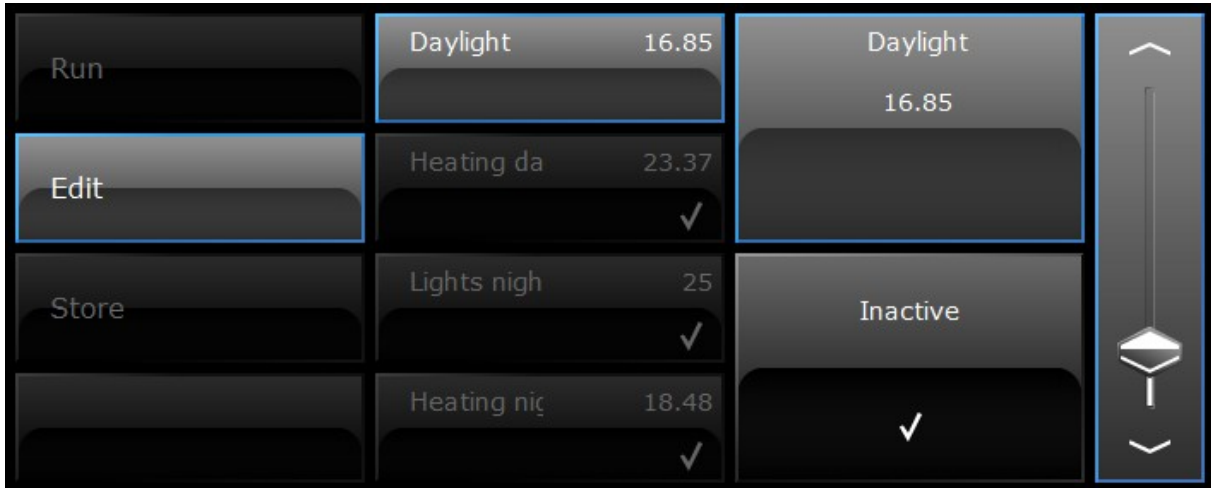 Run
Edit
Store
Daylight 16.85
Heating da 23.37
Lights nigh 25
Heating nig 18.48
Daylight
16.85
Inactive